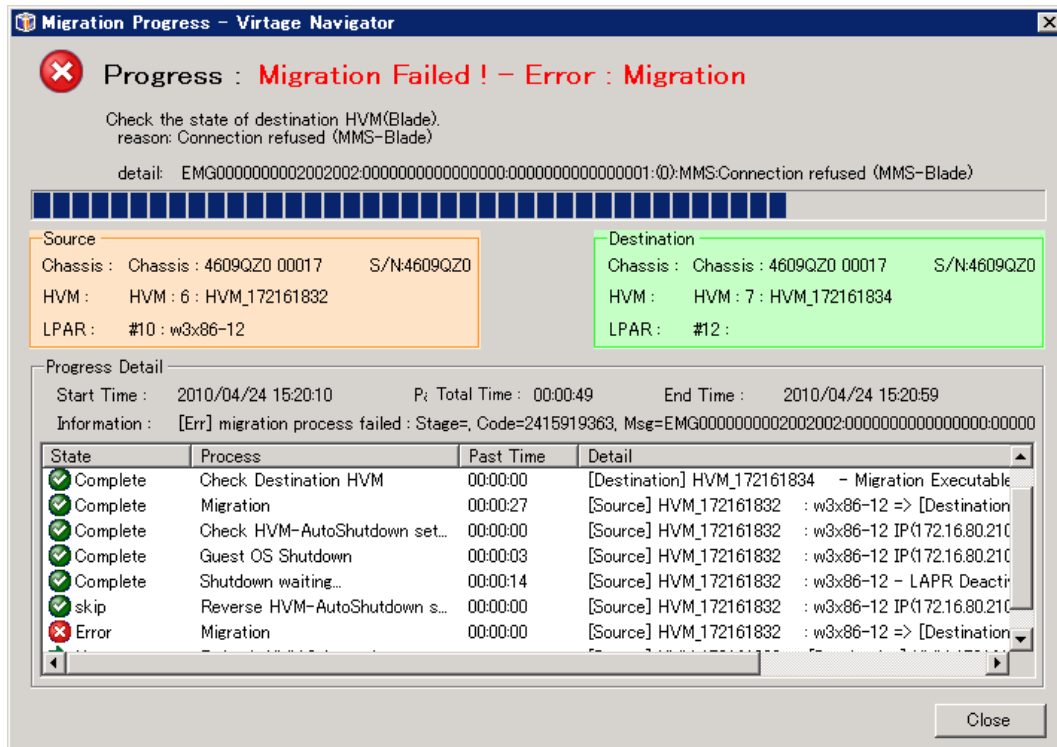 Migration Progress - Virtage Navigator
Progress : Migration Failed ! - Error : Migration
Check the state of destination HVM(Blade).
reason: Connection refused (MMS-Blade)
detail: EMG0000000002002002:0000000000000000:0000000000000001:(0):MMS:Connection refused (MMS-Blade)
Source
Chassis : Chassis : 4609QZ0 00017 S/N:4609QZ0
HVM : HVM : 6 : HVM_172161832
LPAR : #10 : w3x86-12
Destination
Chassis : Chassis : 4609QZ0 00017 S/N:4609QZ0
HVM : HVM : 7 : HVM_172161834
LPAR : #12 :
Progress Detail
Start Time : 2010/04/24 15:20:10 Pa Total Time : 00:00:49 End Time : 2010/04/24 15:20:59
Information : [Err] migration process failed : Stage=, Code=2415919363, Msg=EMG0000000002002002:0000000000000000:00000
State Process Past Time Detail
Complete Check Destination HVM 00:00:00 [Destination] HVM_172161834 - Migration Executable
Complete Migration 00:00:27 [Source] HVM_172161832 : w3x86-12 => [Destination
Complete Check HVM-AutoShutdown set... 00:00:00 [Source] HVM_172161832 : w3x86-12 IP(172.16.80.210
Complete Guest OS Shutdown 00:00:03 [Source] HVM_172161832 : w3x86-12 IP(172.16.80.210
Complete Shutdown waiting... 00:00:14 [Source] HVM_172161832 : w3x86-12 - LAPR Deacti
skip Reverse HVM-AutoShutdown s... 00:00:00 [Source] HVM_172161832 : w3x86-12 IP(172.16.80.210
Error Migration 00:00:00 [Source] HVM_172161832 : w3x86-12 => [Destination
Close